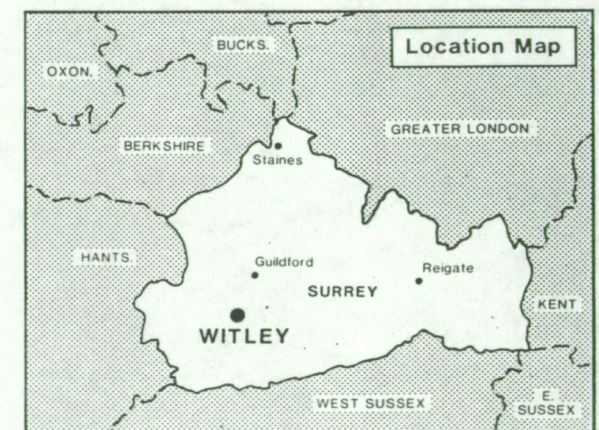 Location Map
BUCKS.
OXON.
GREATER LONDON
BERKSHIRE
Staines
HANTS.
Guildford
Reigate
SURREY
KENT
WITLEY
WEST SUSSEX
E.
SUSSEX